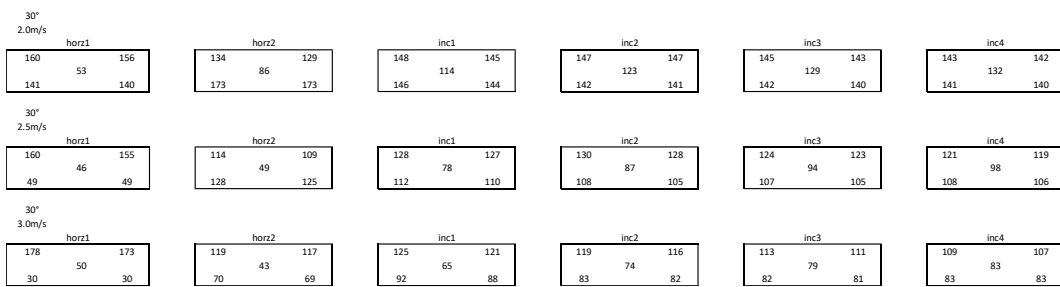 30°
2.0m/s
horz1 horz2 inc1 inc2 inc3 inc4
160 156 134 129 148 145 147 147 145 143 143 142
53 86 114 123 129 132
141 140 173 173 146 144 142 141 142 140 141 140
30°
2.5m/s
horz1 horz2 inc1 inc2 inc3 inc4
160 155 114 109 128 127 130 128 124 123 121 119
46 49 78 87 94 98
49 49 128 125 112 110 108 105 107 105 108 106
30°
3.0m/s
horz1 horz2 inc1 inc2 inc3 inc4
178 173 119 117 125 121 119 116 113 111 109 107
50 43 65 74 79 83
30 30 70 69 92 88 83 82 82 81 83 83